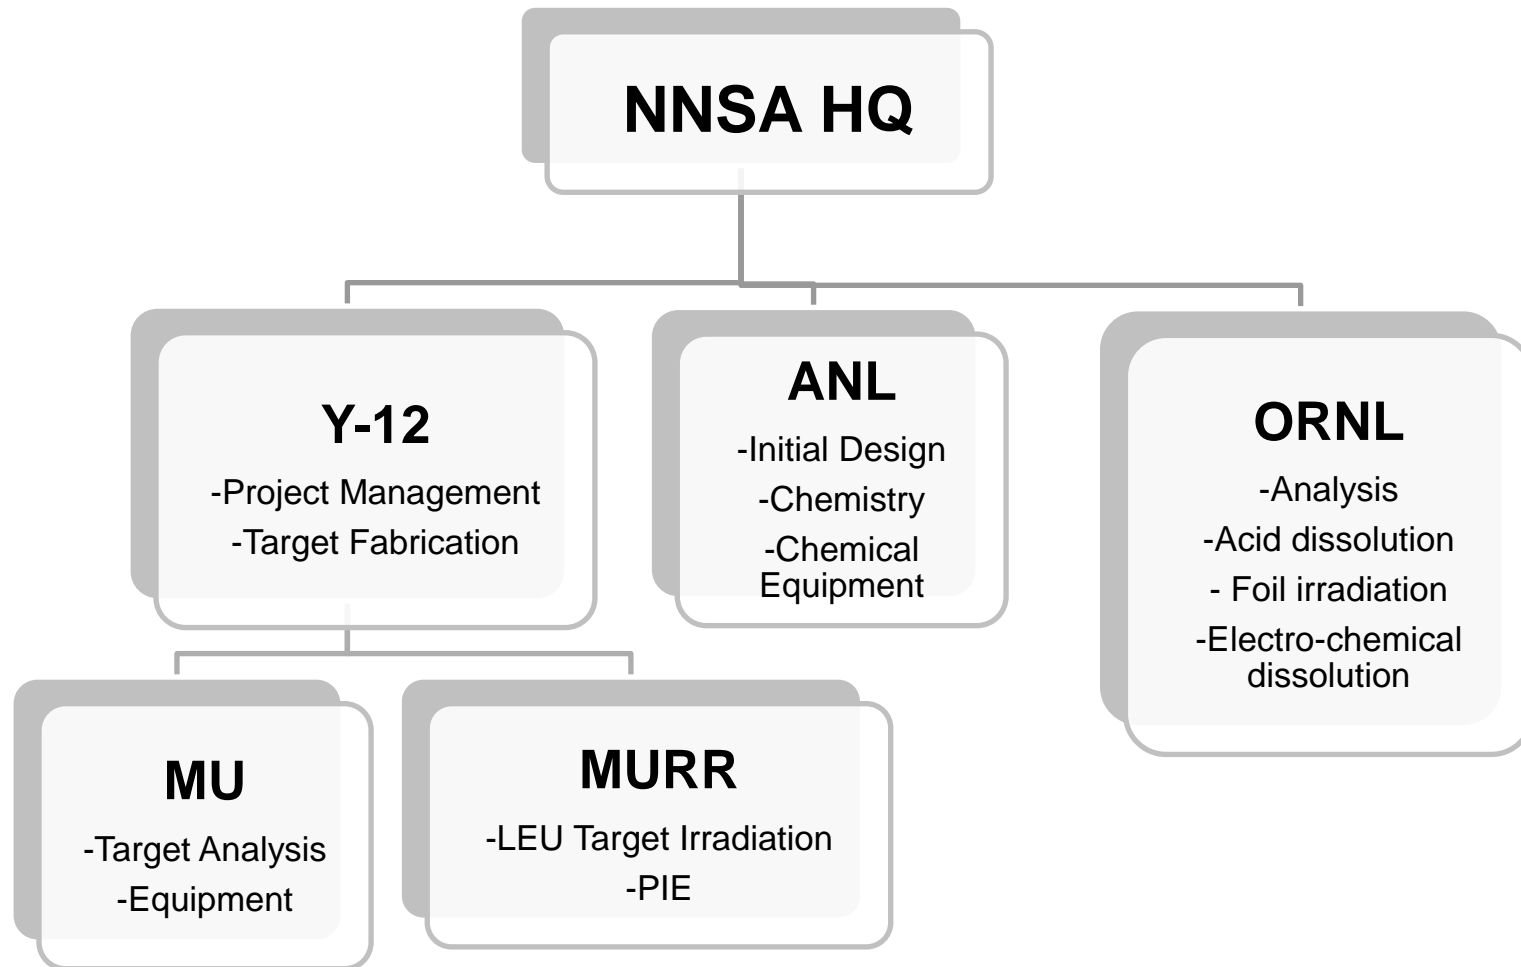 NNSA HQ
Y-12
-Project Management
-Target Fabrication
ANL
-Initial Design
-Chemistry
-Chemical
Equipment
ORNL
-Analysis
-Acid dissolution
- Foil irradiation
-Electro-chemical
dissolution
MU
-Target Analysis
-Equipment
MURR
-LEU Target Irradiation
-PIE